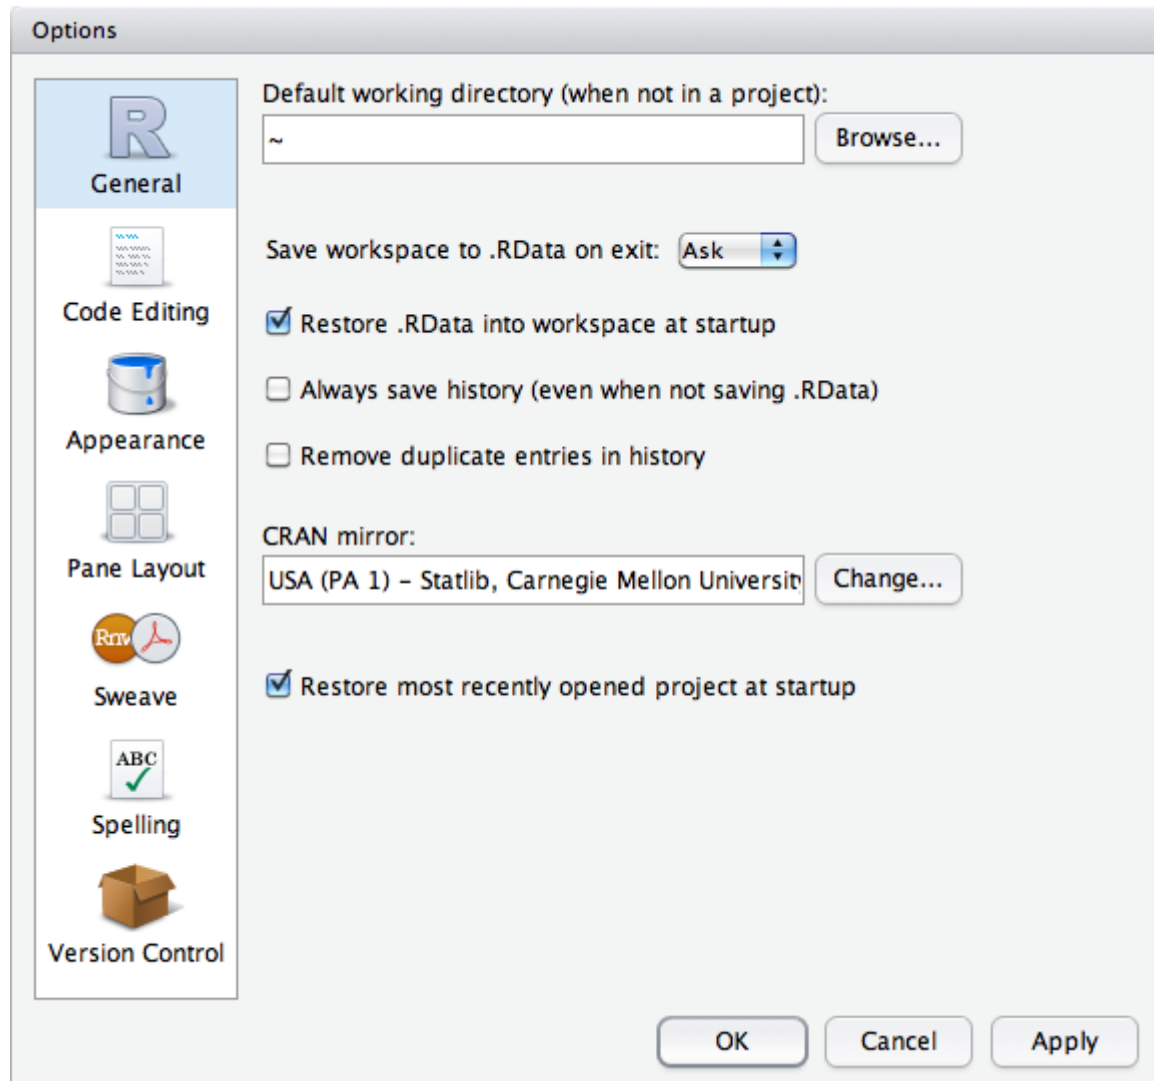 Options
R
General
Code Editing
Appearance
Pane Layout
Rnw
Sweave
ABC
Spelling
Version Control
Default working directory (when not in a project):
~
Browse...
Save workspace to .RData on exit: Ask
Restore .RData into workspace at startup
Always save history (even when not saving .RData)
Remove duplicate entries in history
CRAN mirror:
USA (PA 1) – Statlib, Carnegie Mellon University
Change...
Restore most recently opened project at startup
OK
Cancel
Apply